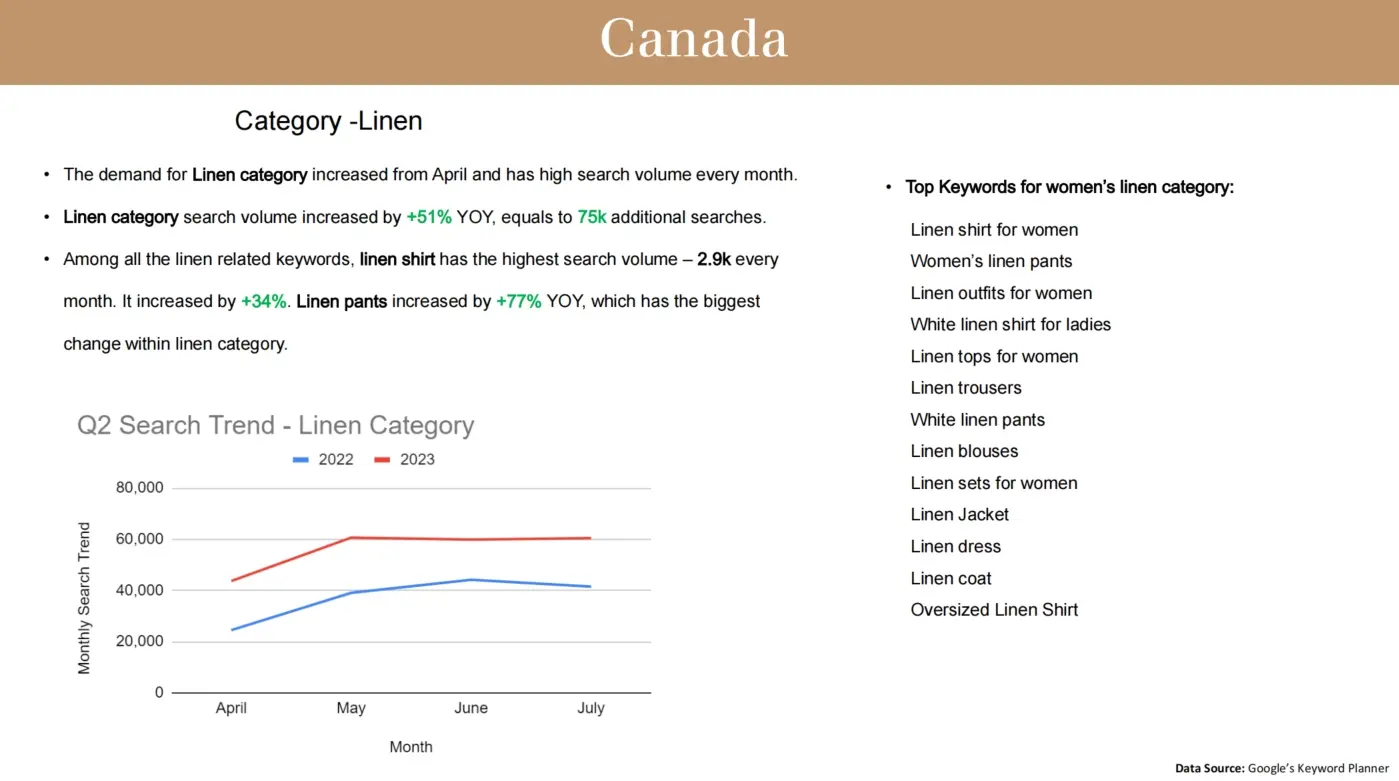 Canada
Category -Linen
• The demand for Linen category increased from April and has high search volume every month.
• Linen category search volume increased by +51% YOY, equals to 75k additional searches.
• Among all the linen related keywords, linen shirt has the highest search volume – 2.9k every
month. It increased by +34%. Linen pants increased by +77% YOY, which has the biggest
change within linen category.
• Top Keywords for women’s linen category:
Linen shirt for women
Women’s linen pants
Linen outfits for women
White linen shirt for ladies
Linen tops for women
Linen trousers
White linen pants
Linen blouses
Linen sets for women
Linen Jacket
Linen dress
Linen coat
Oversized Linen Shirt
Q2 Search Trend - Linen Category
2022 2023
Monthly Search Trend
80,000
60,000
40,000
20,000
0
April May June July
Month
Data Source: Google’s Keyword Planner